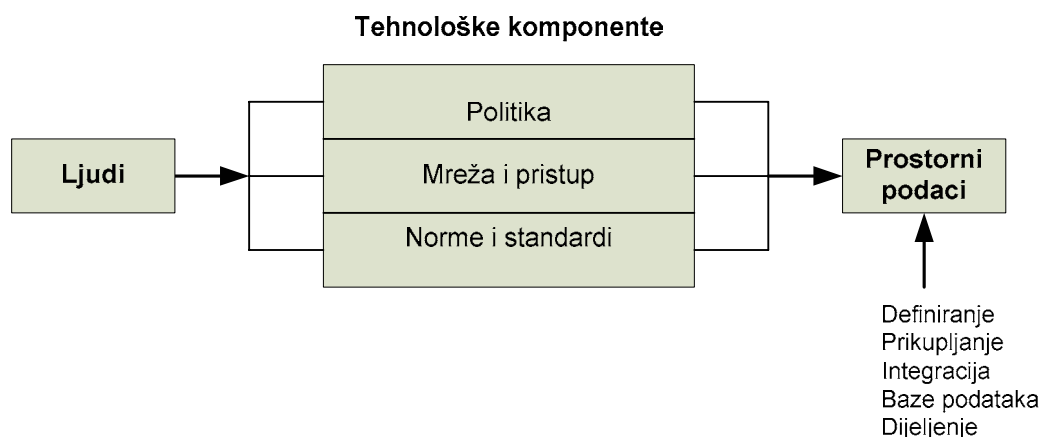 Tehnološke komponente
Ljudi
Politika
Mreža i pristup
Norme i standardi
Prostorni
podaci
Definiranje
Prikupljanje
Integracija
Baze podataka
Dijeljenje